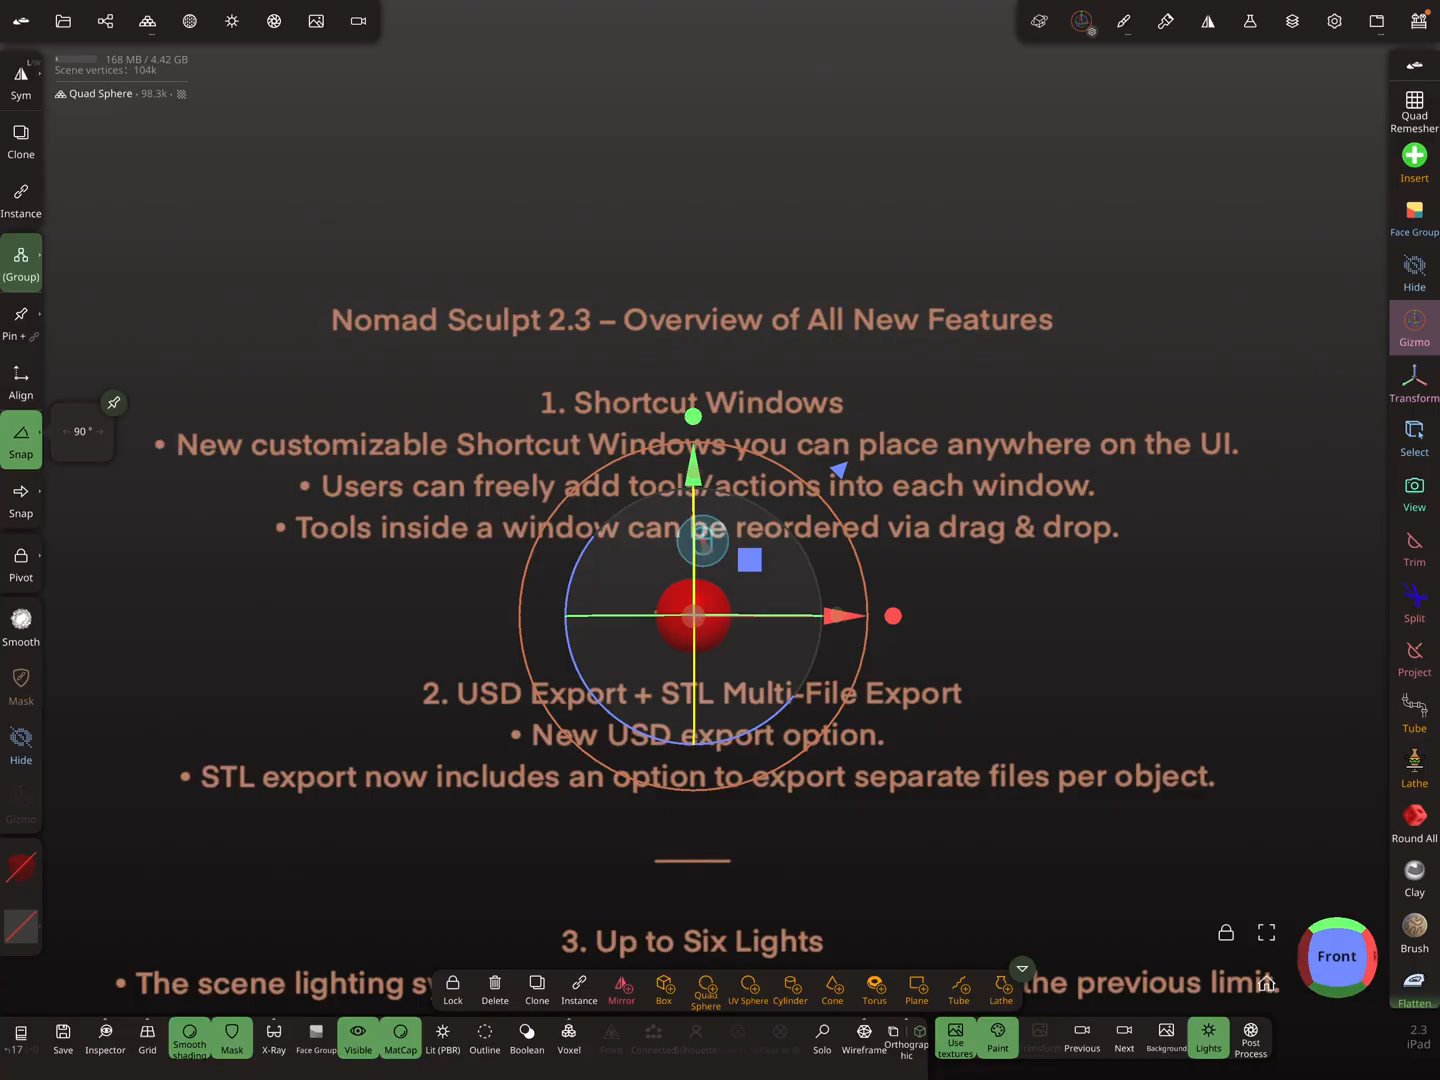 168 MB / 4.42 GB
Scene vertices: 104k
Quad Sphere · 98.3k ·
L/W
Sym
Clone
Instance
(Group)
Pin +
Align
90 °
Snap
Snap
Pivot
Smooth
Mask
Hide
Gizmo
Nomad Sculpt 2.3 – Overview of All New Features
1. Shortcut Windows
• New customizable Shortcut Windows you can place anywhere on the UI.
• Users can freely add tools/actions into each window.
• Tools inside a window can be reordered via drag & drop.
2. USD Export + STL Multi-File Export
• New USD export option.
• STL export now includes an option to export separate files per object.
3. Up to Six Lights
• The scene lighting the previous limit.
Quad Remesher
Insert
Face Group
Hide
Gizmo
Transform
Select
View
Trim
Split
Project
Tube
Lathe
Round All
Clay
Brush
Flatten
Front
Lock Delete Clone Instance Mirror Box Quad Sphere UV Sphere Cylinder Cone Torus Plane Tube Lathe
Save Inspector Grid Smooth shading Mask X-Ray Face Group Visible MatCap Lit (PBR) Outline Boolean Voxel Front Connected Solo Wireframe Orthographic Use textures Paint Previous Next Background Lights Post Process
2.3
iPad